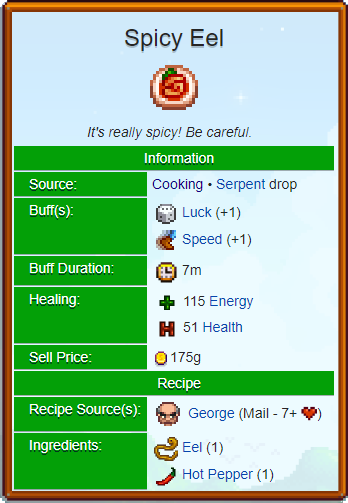 Spicy Eel
It's really spicy! Be careful.
Information
Source: Cooking • Serpent drop
Buff(s): Luck (+1)
Speed (+1)
Buff Duration: 7m
Healing: 115 Energy
51 Health
Sell Price: 175g
Recipe
Recipe Source(s): George (Mail - 7+ )
Ingredients: Eel (1)
Hot Pepper (1)